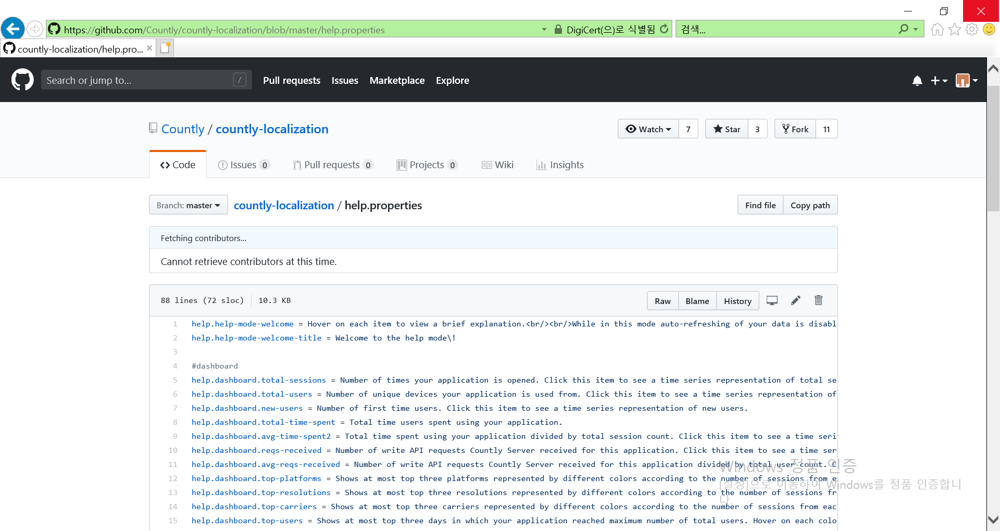 https://github.com/Countly/countly-localization/blob/master/help.properties
DigiCert(으)로 식별됨
검색...
countly-localization/help.pro...
Search or jump to...
/
Pull requests
Issues
Marketplace
Explore
Countly / countly-localization
Watch 7
Star 3
Fork 11
Code
Issues 0
Pull requests 0
Projects 0
Wiki
Insights
Branch: master
countly-localization / help.properties
Find file
Copy path
Fetching contributors...
Cannot retrieve contributors at this time.
88 lines (72 sloc)
10.3 KB
Raw
Blame
History
1 help.help-mode-welcome = Hover on each item to view a brief explanation.<br/><br/>While in this mode auto-refreshing of your data is disabl
2 help.help-mode-welcome-title = Welcome to the help mode\!
3
4 #dashboard
5 help.dashboard.total-sessions = Number of times your application is opened. Click this item to see a time series representation of total se
6 help.dashboard.total-users = Number of unique devices your application is used from. Click this item to see a time series representation of
7 help.dashboard.new-users = Number of first time users. Click this item to see a time series representation of new users.
8 help.dashboard.total-time-spent = Total time users spent using your application.
9 help.dashboard.avg-time-spent2 = Total time spent using your application divided by total session count. Click this item to see a time seri
10 help.dashboard.reqs-received = Number of write API requests Countly Server received for this application. Click this item to see a time ser
11 help.dashboard.avg-reqs-received = Number of write API requests Countly Server received for this application divided by total user count. C
12 help.dashboard.top-platforms = Shows at most top three platforms represented by different colors according to the number of sessions from e
13 help.dashboard.top-resolutions = Shows at most top three resolutions represented by different colors according to the number of sessions fr
14 help.dashboard.top-carriers = Shows at most top three carriers represented by different colors according to the number of sessions from eac
15 help.dashboard.top-users = Shows at most top three days in which your application reached maximum number of total users. Hover on each colo
Windows 정품 인증
[설정]으로 이동하여 Windows를 정품 인증합니
다.